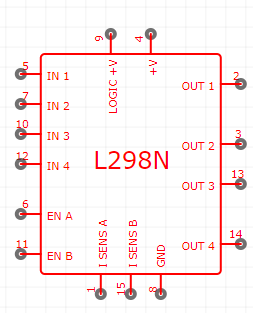 9
4
LOGIC +V
+V
5
IN 1
OUT 1
2
7
IN 2
10
IN 3
OUT 2
3
12
IN 4
L298N
OUT 3
13
6
EN A
11
EN B
OUT 4
14
I SENS A
I SENS B
GND
1
15
8